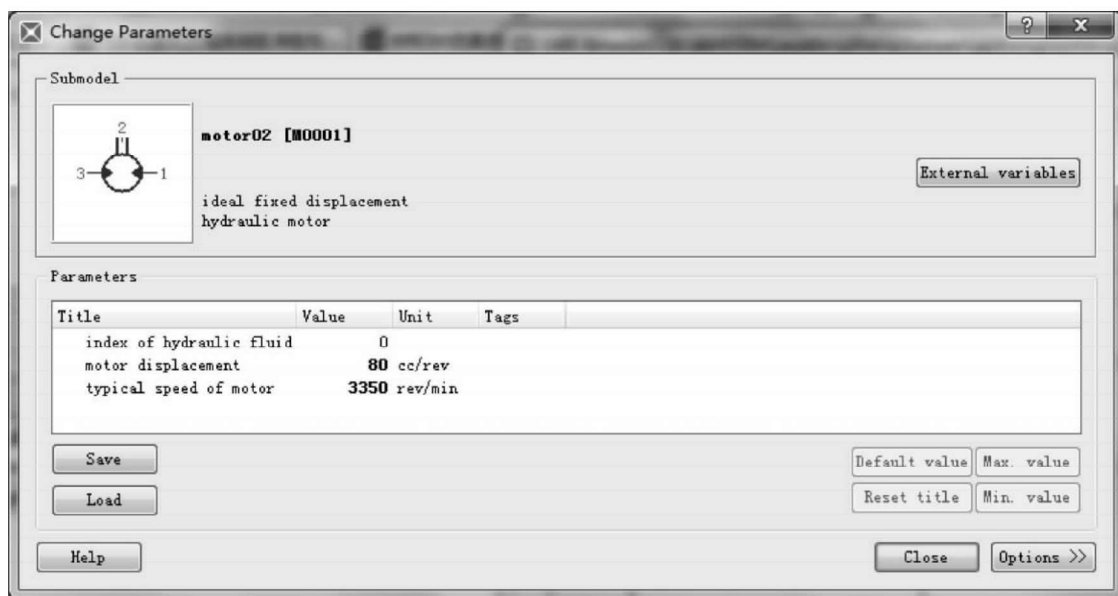 Change Parameters
? X
Submodel
2
3 1
motor02 [M0001]
External variables
ideal fixed displacement
hydraulic motor
Parameters
Title Value Unit Tags
index of hydraulic fluid 0
motor displacement 80 cc/rev
typical speed of motor 3350 rev/min
Save
Default value Max. value
Load
Reset title Min. value
Help
Close Options >>